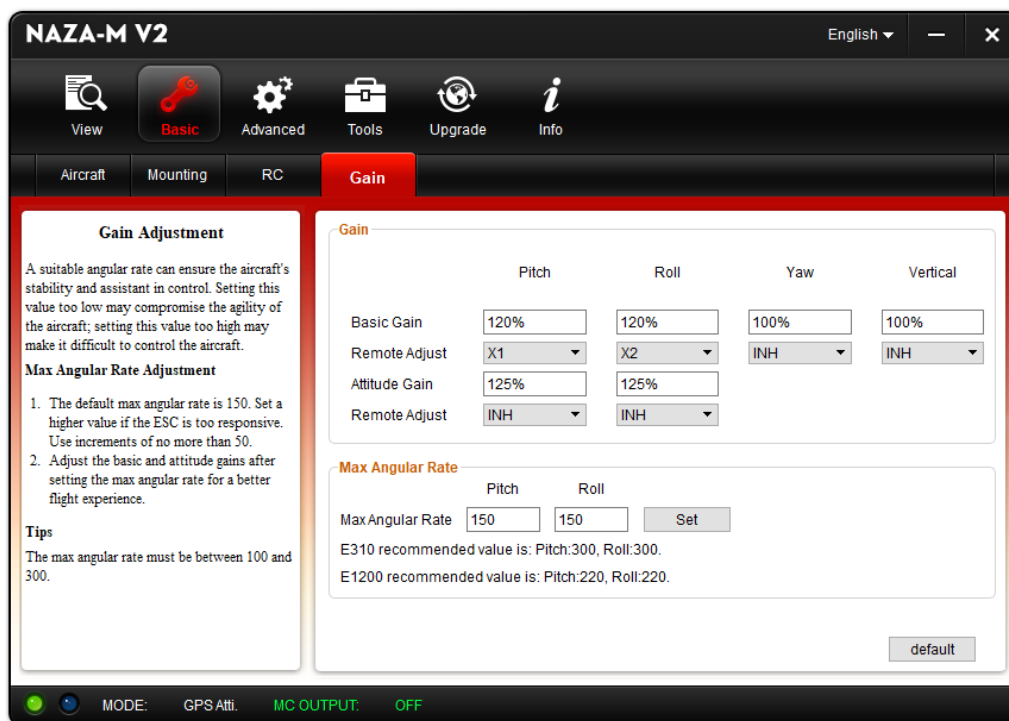 NAZA-M V2
English
View Basic Advanced Tools Upgrade Info
Aircraft Mounting RC Gain
Gain Adjustment
A suitable angular rate can ensure the aircraft's
stability and assistant in control. Setting this
value too low may compromise the agility of
the aircraft; setting this value too high may
make it difficult to control the aircraft.
Max Angular Rate Adjustment
1. The default max angular rate is 150. Set a
higher value if the ESC is too responsive.
Use increments of no more than 50.
2. Adjust the basic and attitude gains after
setting the max angular rate for a better
flight experience.
Tips
The max angular rate must be between 100 and
300.
Gain
Pitch Roll Yaw Vertical
Basic Gain 120% 120% 100% 100%
Remote Adjust X1 X2 INH INH
Attitude Gain 125% 125%
Remote Adjust INH INH
Max Angular Rate
Pitch Roll
Max Angular Rate 150 150 Set
E310 recommended value is: Pitch:300, Roll:300.
E1200 recommended value is: Pitch:220, Roll:220.
default
MODE: GPS Atti. MC OUTPUT: OFF